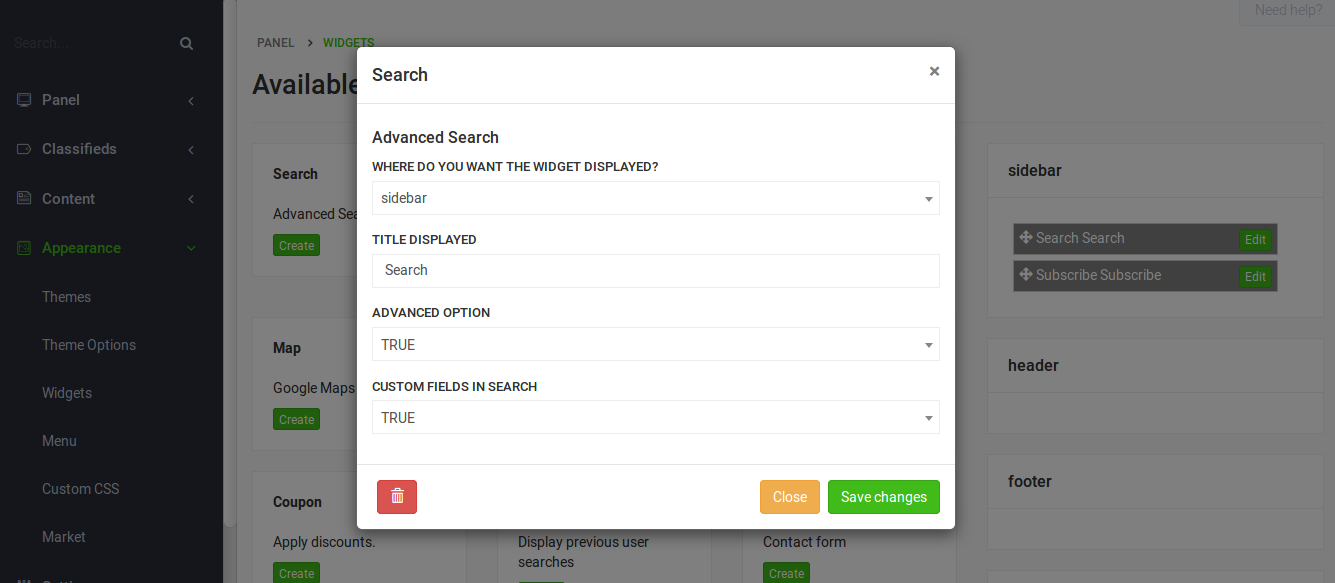 Need help?
Search...
PANEL > WIDGETS
Available
Panel
Classifieds
Content
Appearance
Themes
Theme Options
Widgets
Menu
Custom CSS
Market
Search
Advanced Sea
Create
Map
Google Maps
Create
Coupon
Apply discounts.
Create
Display previous user
searches
Contact form
Create
Search
×
Advanced Search
WHERE DO YOU WANT THE WIDGET DISPLAYED?
sidebar
TITLE DISPLAYED
Search
ADVANCED OPTION
TRUE
CUSTOM FIELDS IN SEARCH
TRUE
Close
Save changes
sidebar
Search Search
Edit
Subscribe Subscribe
Edit
header
footer